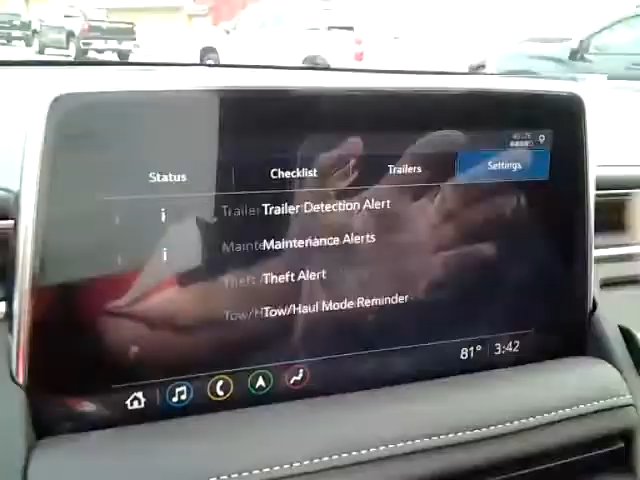 Status Checklist Trailers Settings
i Trailer Detection Alert
i Maintenance Alerts
Theft Alert
Tow/Haul Mode Reminder
81° 3:42